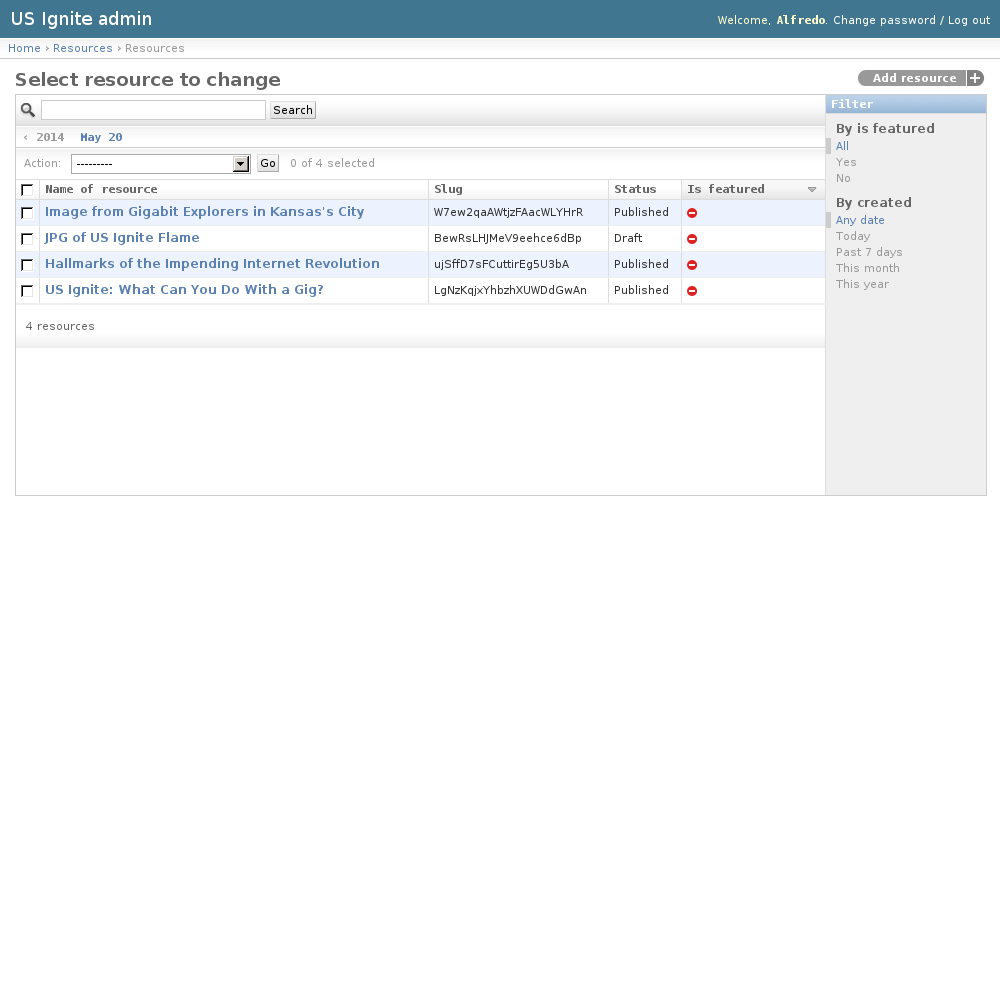 US Ignite admin
Welcome, Alfredo. Change password / Log out
Home › Resources › Resources
Select resource to change
Add resource
Search
‹ 2014 May 20
Action: --------- Go 0 of 4 selected
Name of resource Slug Status Is featured
Image from Gigabit Explorers in Kansas's City W7ew2qaAWtjzFAacWLYHrR Published
JPG of US Ignite Flame BewRsLHJMeV9eehce6dBp Draft
Hallmarks of the Impending Internet Revolution ujSffD7sFCuttirEg5U3bA Published
US Ignite: What Can You Do With a Gig? LgNzKqjxYhbzhXUWDdGwAn Published
4 resources
Filter
By is featured
All
Yes
No
By created
Any date
Today
Past 7 days
This month
This year